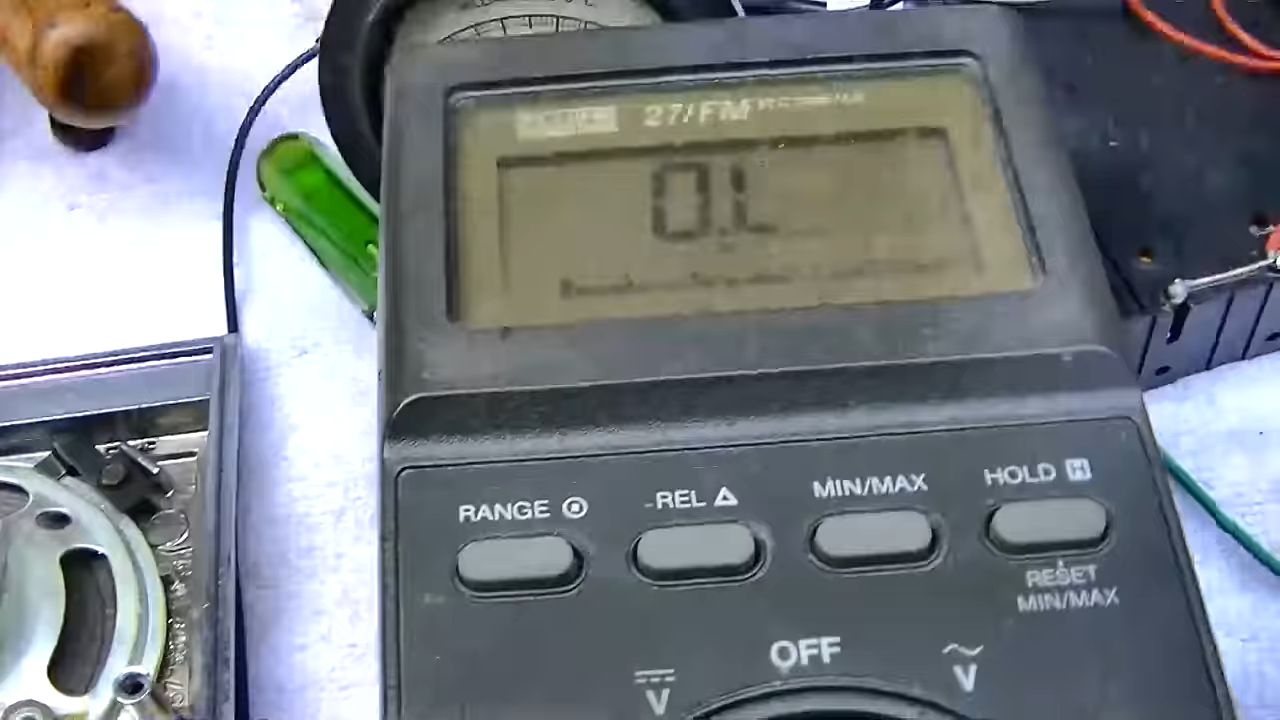 27/FM
0.L
RANGE
REL Δ
MIN/MAX
HOLD H
RESET
MIN/MAX
OFF
V
V